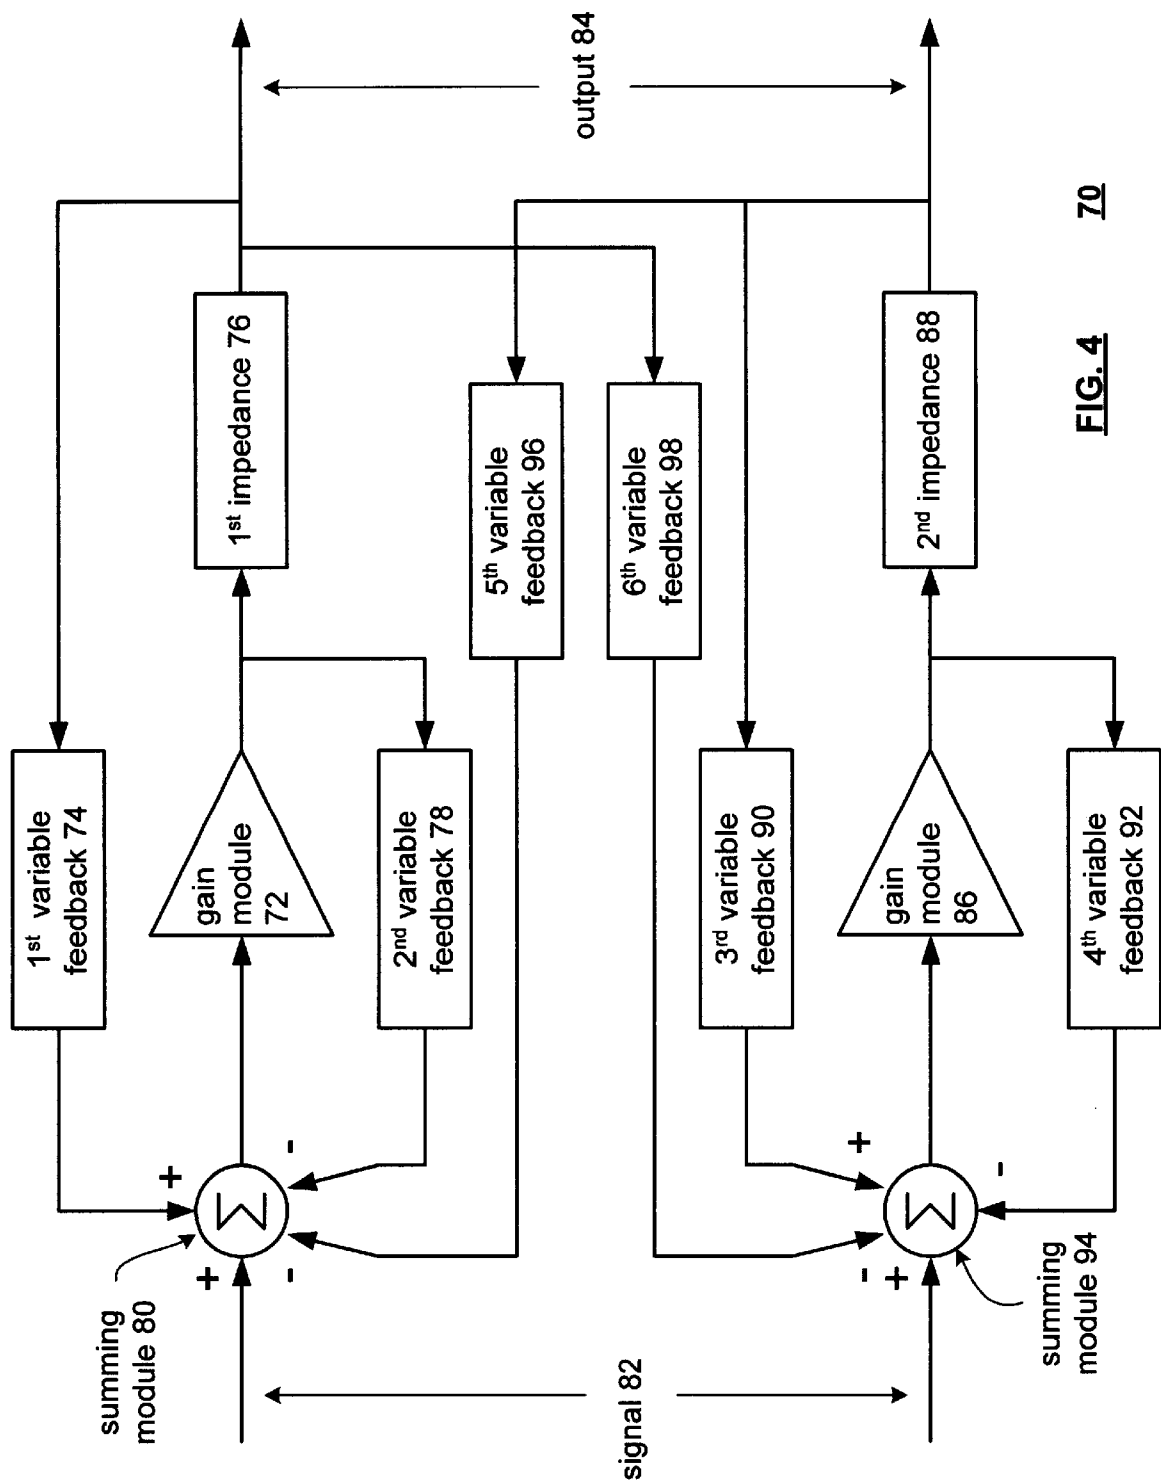 1st variable
feedback 74
summing
module 80
+
+
-
-
Σ
gain
module
72
1st impedance 76
2nd variable
feedback 78
5th variable
feedback 96
signal 82
output 84
6th variable
feedback 98
3rd variable
feedback 90
-
+
+
-
Σ
gain
module
86
2nd impedance 88
summing
module 94
4th variable
feedback 92
FIG. 4
70